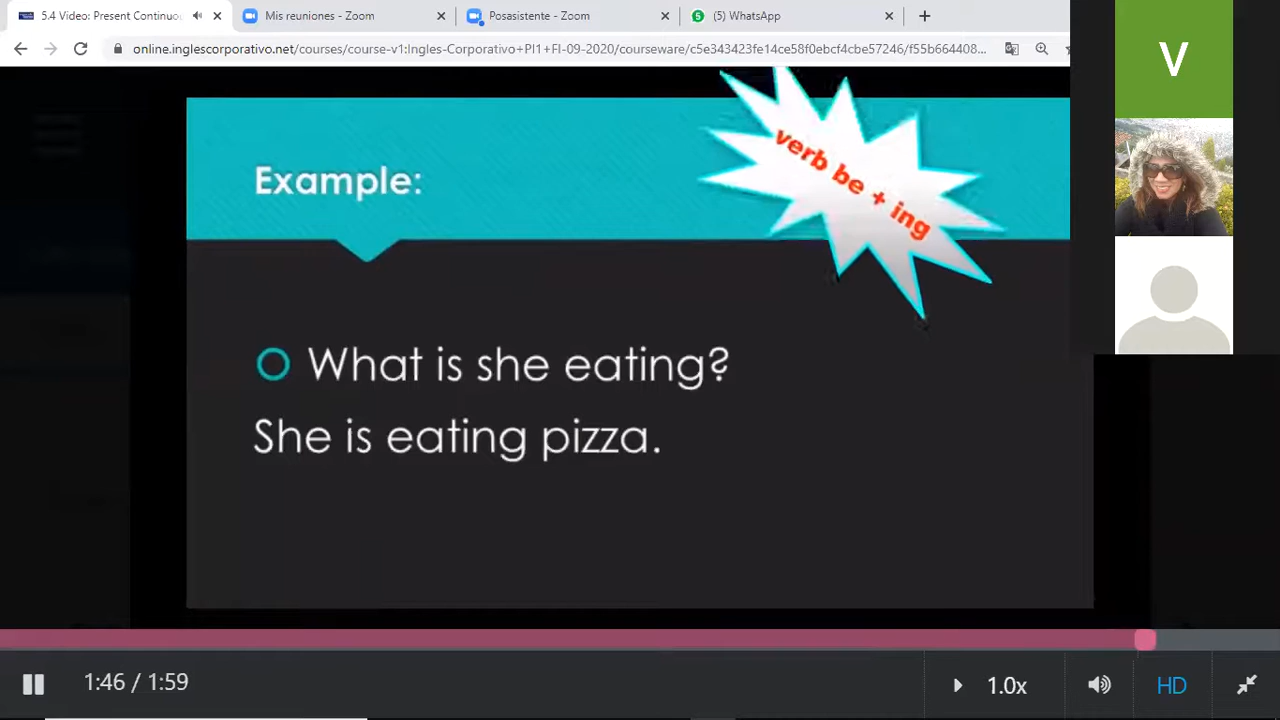 5.4 Video: Present Continuo
Mis reuniones - Zoom
Posasistente - Zoom
5
(5) WhatsApp
online.inglescorporativo.net/courses/course-v1:Ingles-Corporativo+PI1+FI-09-2020/courseware/c5e343423fe14ce58f0ebcf4cbe57246/f55b664408...
V
Example:
verb be + ing
What is she eating?
She is eating pizza.
1:46 / 1:59
1.0x
HD